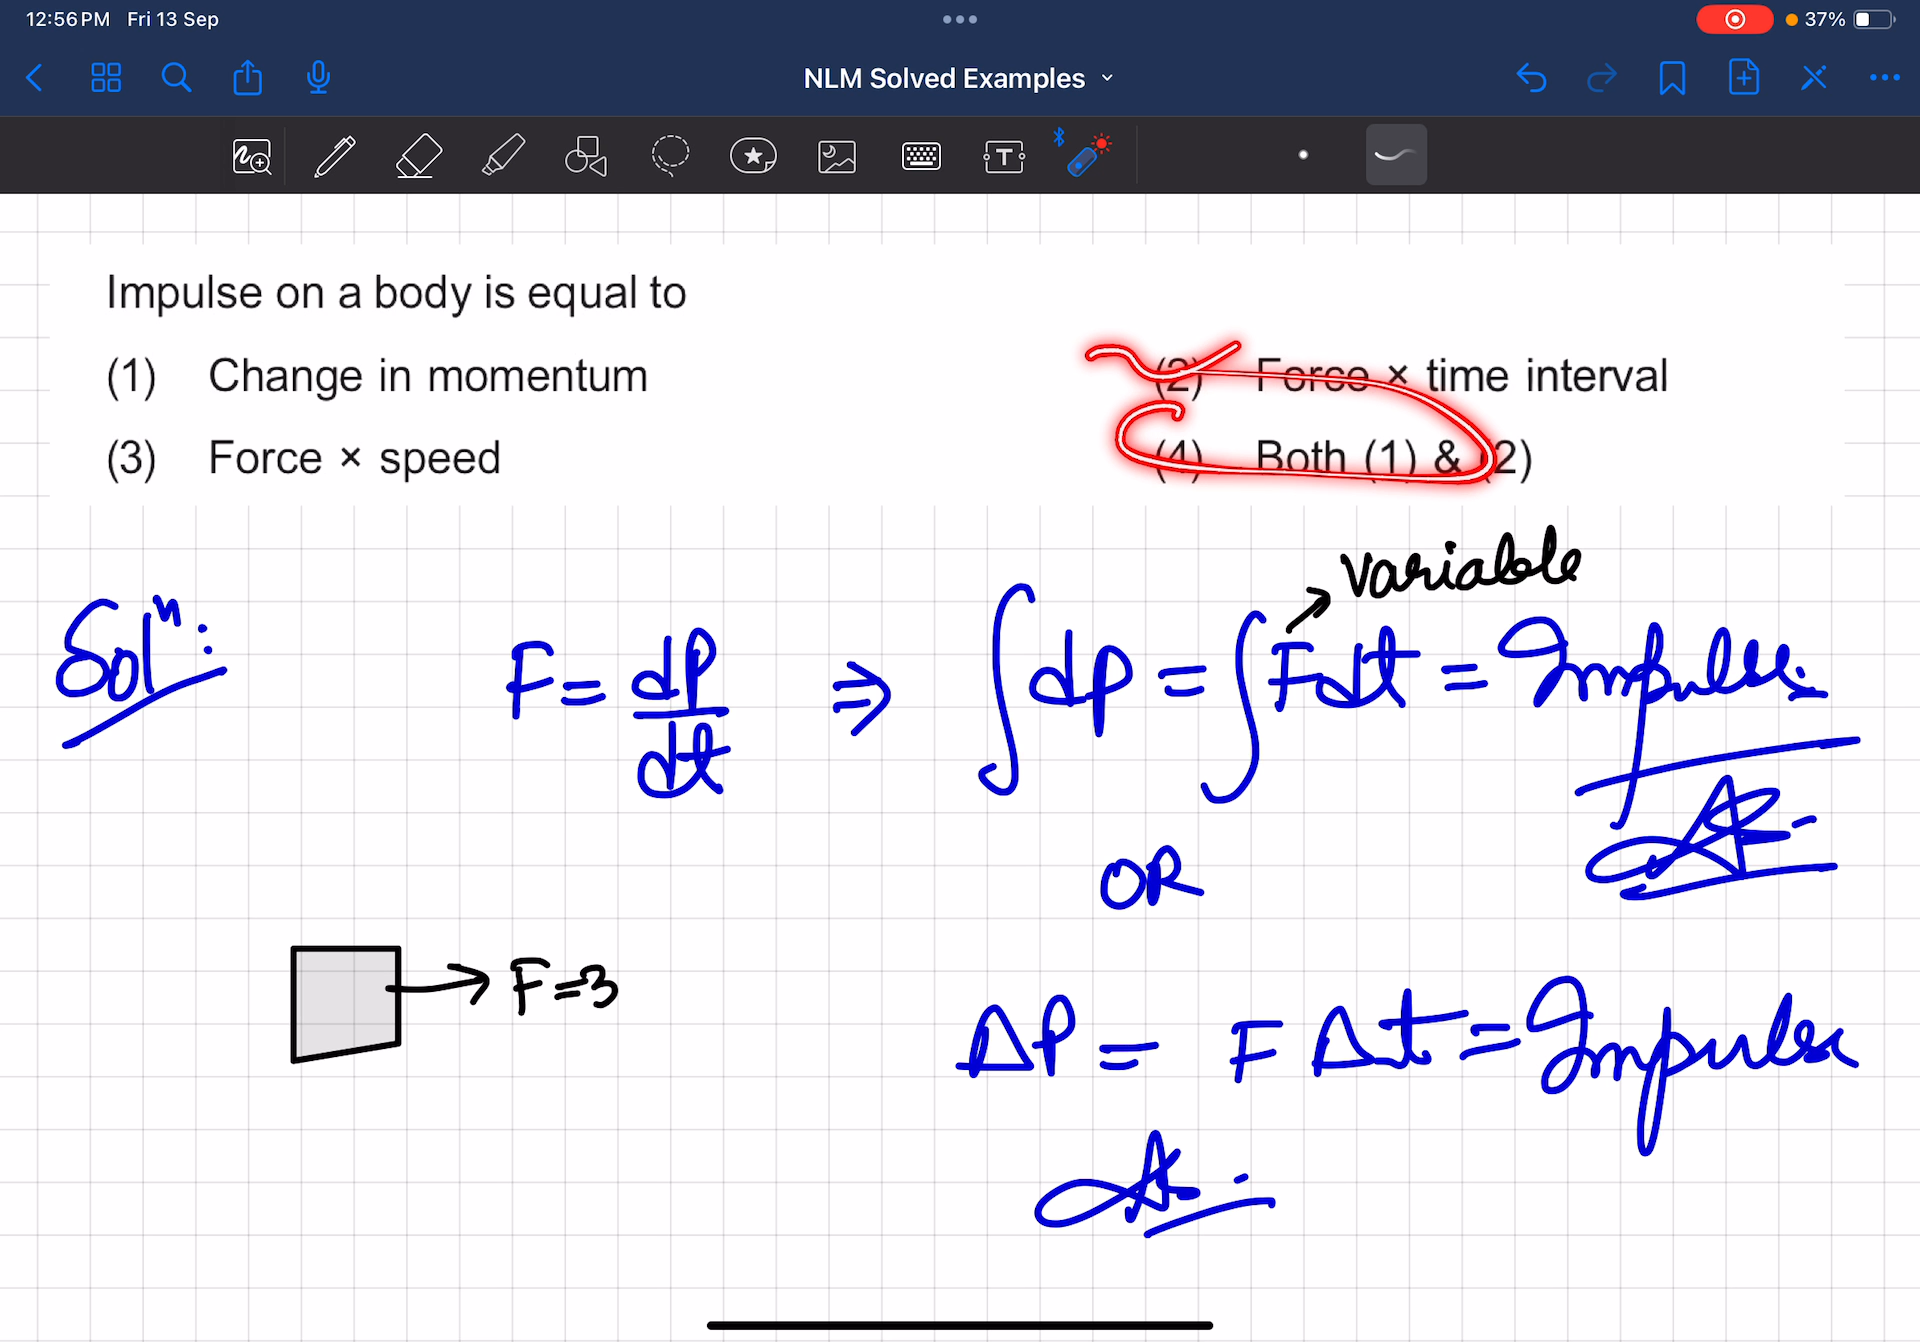 12:56 PM Fri 13 Sep
37%
NLM Solved Examples
T
Impulse on a body is equal to
(1) Change in momentum
(2) Force × time interval
(3) Force × speed
(4) Both (1) & (2)
variable
Solⁿ:
F = dp/dt ⇒ ∫dp = ∫Fdt = Impulse
OR
F=3
ΔP = F Δt = Impulse